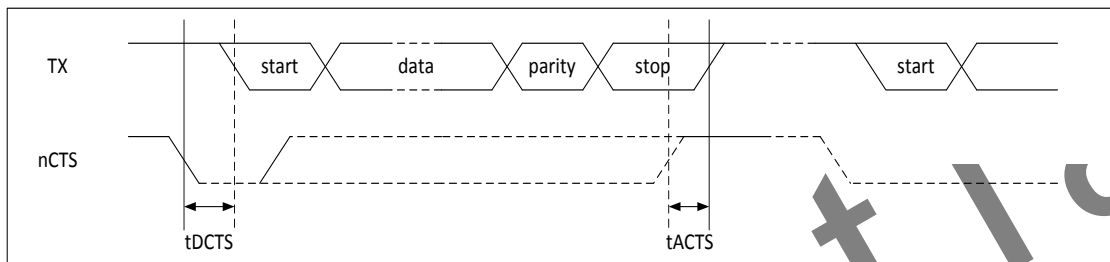 TX
start
data
parity
stop
start
nCTS
tDCTS
tACTS